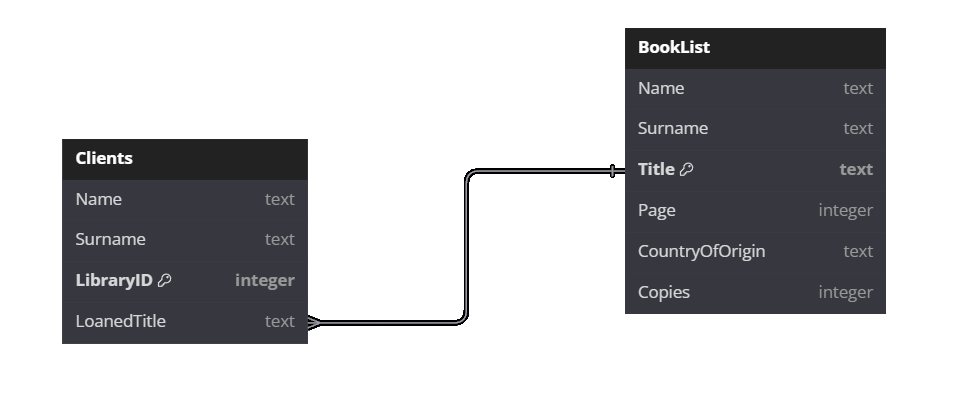 Clients
Name text
Surname text
LibraryID integer
LoanedTitle text
BookList
Name text
Surname text
Title text
Page integer
CountryOfOrigin text
Copies integer